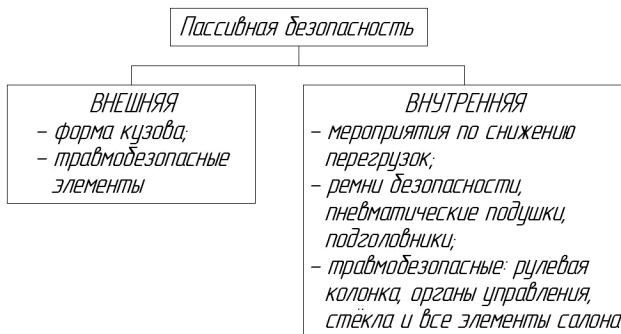 Пассивная безопасность
ВНЕШНЯЯ
– форма кузова;
– травмобезопасные
элементы
ВНУТРЕННЯЯ
– мероприятия по снижению
перегрузок;
– ремни безопасности,
пневматические подушки,
подголовники;
– травмобезопасные: рулевая
колонка, органы управления,
стёкла и все элементы салона